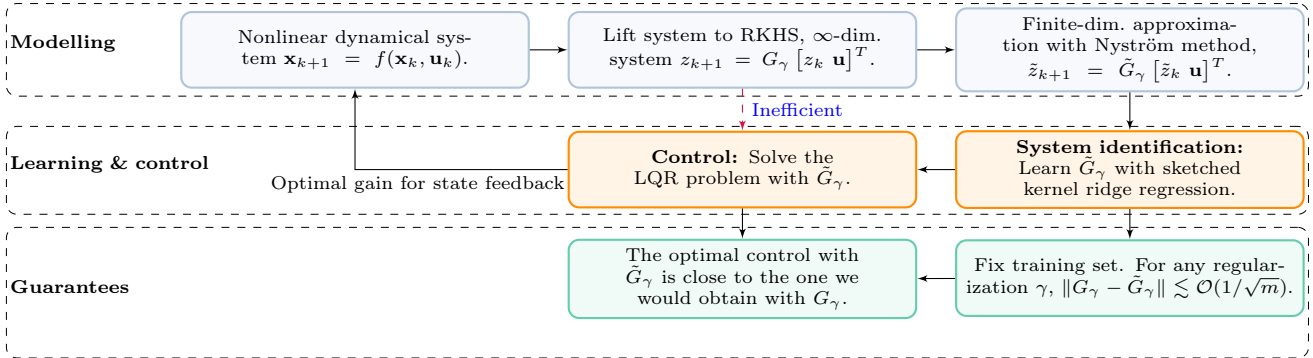 Modelling
Nonlinear dynamical sys-
tem x_{k+1} = f(x_k, u_k).
Lift system to RKHS, ∞-dim.
system z_{k+1} = G_γ [z_k u]^T.
Finite-dim. approxima-
tion with Nyström method,
z̃_{k+1} = G̃_γ [z̃_k u]^T.
Inefficient
Learning & control
Optimal gain for state feedback
Control: Solve the
LQR problem with G̃_γ.
System identification:
Learn G̃_γ with sketched
kernel ridge regression.
Guarantees
The optimal control with
G̃_γ is close to the one we
would obtain with G_γ.
Fix training set. For any regular-
ization γ, ‖G_γ − G̃_γ‖ ≲ 𝒪(1/√m).